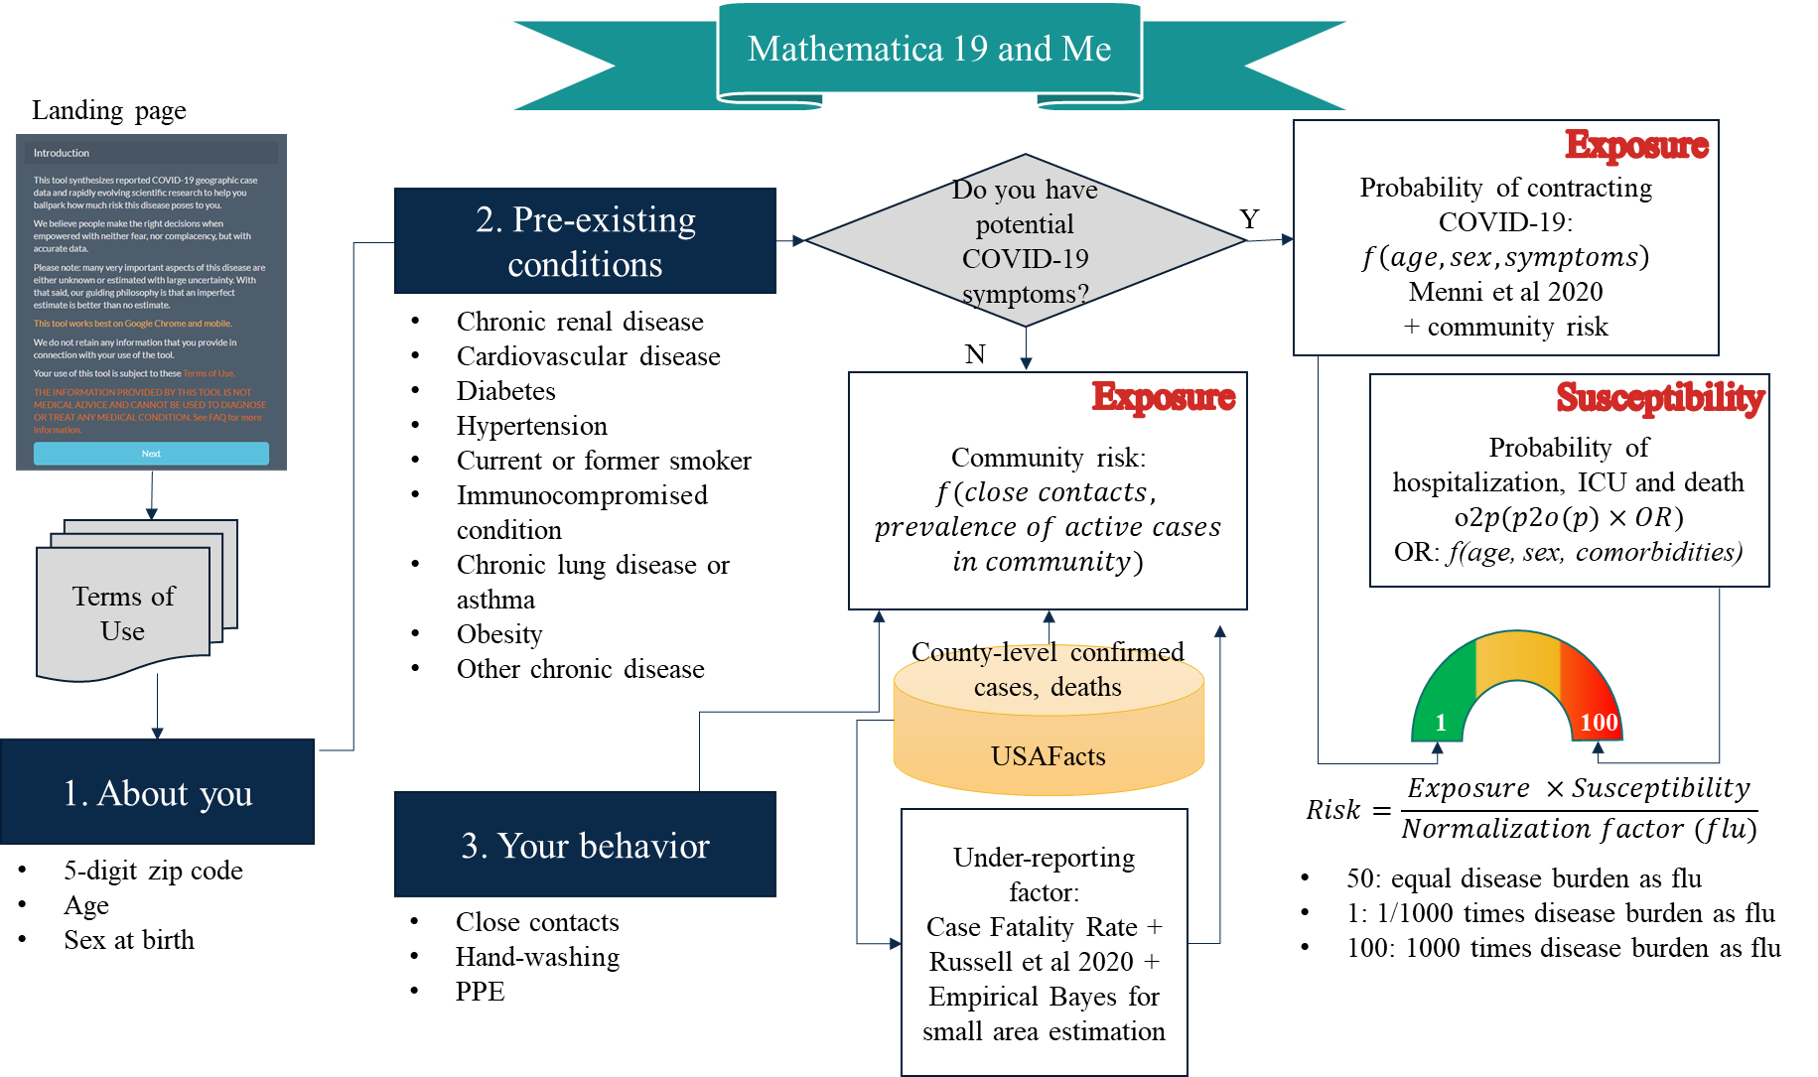 Mathematica 19 and Me
Landing page
Introduction
This tool synthesizes reported COVID-19 geographic case
data and rapidly evolving scientific research to help you
ballpark how much risk this disease poses to you.
We believe people make the right decisions when
empowered with neither fear, nor complacency, but with
accurate data.
Please note: many very important aspects of this disease are
either unknown or estimated with large uncertainty. With
that said, our guiding philosophy is that an imperfect
estimate is better than no estimate.
This tool works best on Google Chrome and mobile.
We do not retain any information that you provide in
connection with your use of the tool.
Your use of this tool is subject to these Terms of Use.
THE INFORMATION PROVIDED BY THIS TOOL IS NOT
MEDICAL ADVICE AND CANNOT BE USED TO DIAGNOSE
OR TREAT ANY MEDICAL CONDITION. See FAQ for more
information.
Next
Terms of
Use
1. About you
• 5-digit zip code
• Age
• Sex at birth
2. Pre-existing
conditions
• Chronic renal disease
• Cardiovascular disease
• Diabetes
• Hypertension
• Current or former smoker
• Immunocompromised
condition
• Chronic lung disease or
asthma
• Obesity
• Other chronic disease
3. Your behavior
• Close contacts
• Hand-washing
• PPE
Do you have
potential
COVID-19
symptoms?
Y
N
Exposure
Probability of contracting
COVID-19:
f(age, sex, symptoms)
Menni et al 2020
+ community risk
Exposure
Community risk:
f(close contacts,
prevalence of active cases
in community)
County-level confirmed
cases, deaths
USAFacts
Under-reporting
factor:
Case Fatality Rate +
Russell et al 2020 +
Empirical Bayes for
small area estimation
Susceptibility
Probability of
hospitalization, ICU and death
o2p(p2o(p) × OR)
OR: f(age, sex, comorbidities)
1
100
Risk = Exposure × Susceptibility
Normalization factor (flu)
• 50: equal disease burden as flu
• 1: 1/1000 times disease burden as flu
• 100: 1000 times disease burden as flu